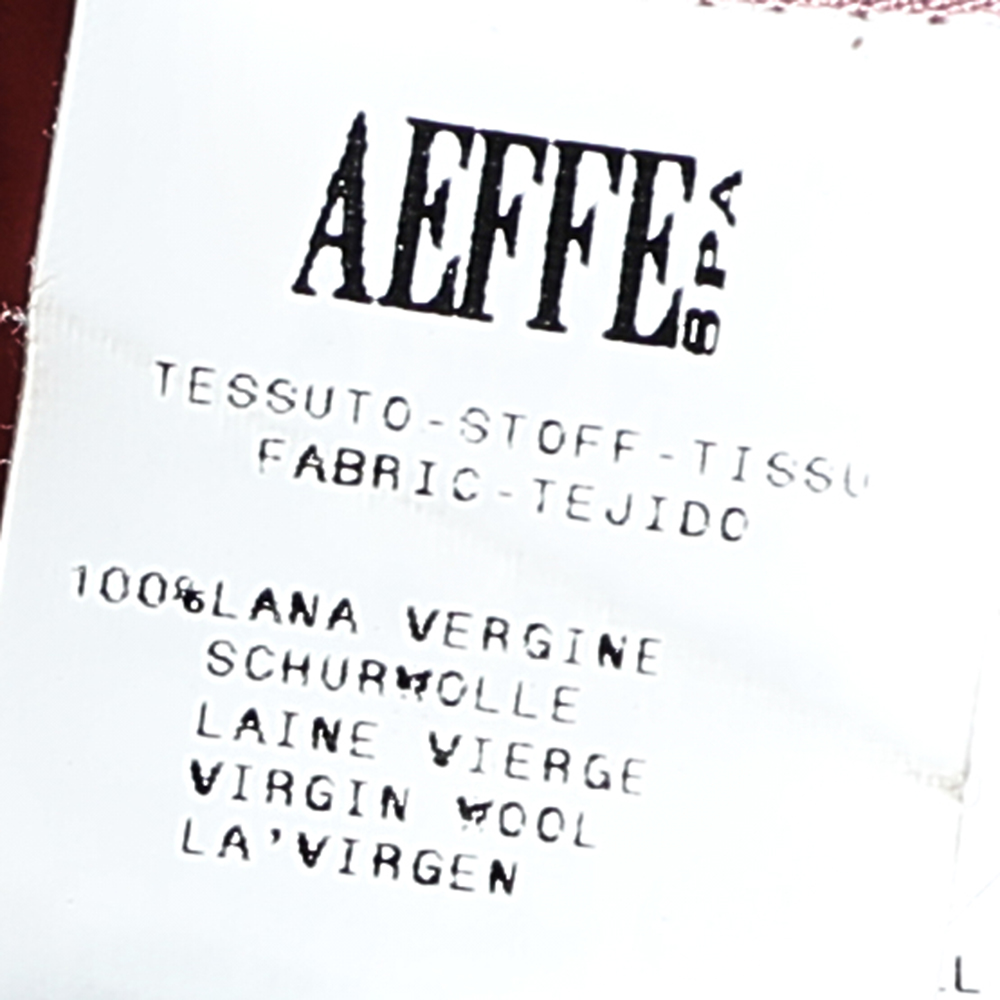 AEFFE SPA
TESSUTO-STOFF-TISSU
FABRIC-TEJIDO
100%LANA VERGINE
SCHURWOLLE
LAINE VIERGE
VIRGIN WOOL
LA'VIRGEN